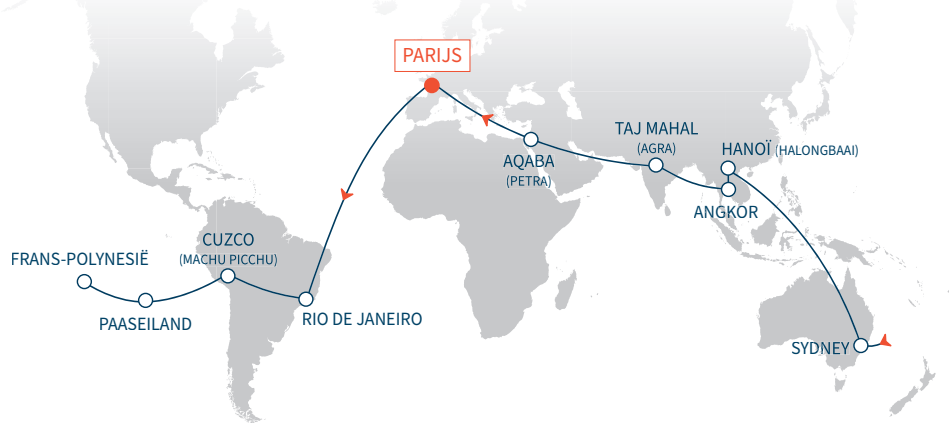 PARIJS
TAJ MAHAL
(AGRA)
HANOÏ (HALONGBAAI)
AQABA
(PETRA)
ANGKOR
CUZCO
(MACHU PICCHU)
FRANS-POLYNESIË
PAASEILAND
RIO DE JANEIRO
SYDNEY